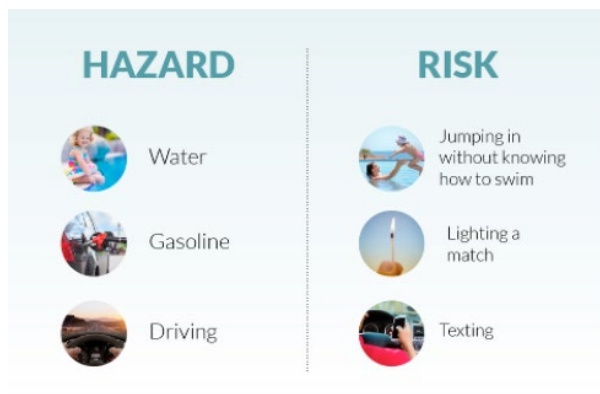 HAZARD
RISK
Water
Jumping in
without knowing
how to swim
Gasoline
Lighting a
match
Driving
Texting